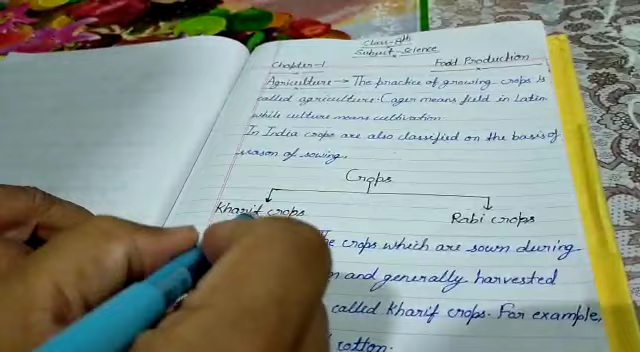 Class-
Subject - Science
Chapter-1 Food Production
Agriculture → The practice of growing crops is
called agriculture. Cager means field in Latin
while culture means cultivation
In India crops are also classified on the basis of
season of sowing.
Crops
Kharif crops Rabi crops
The crops which are sown during
and generally harvested
called Kharif crops. For example,
cotton.